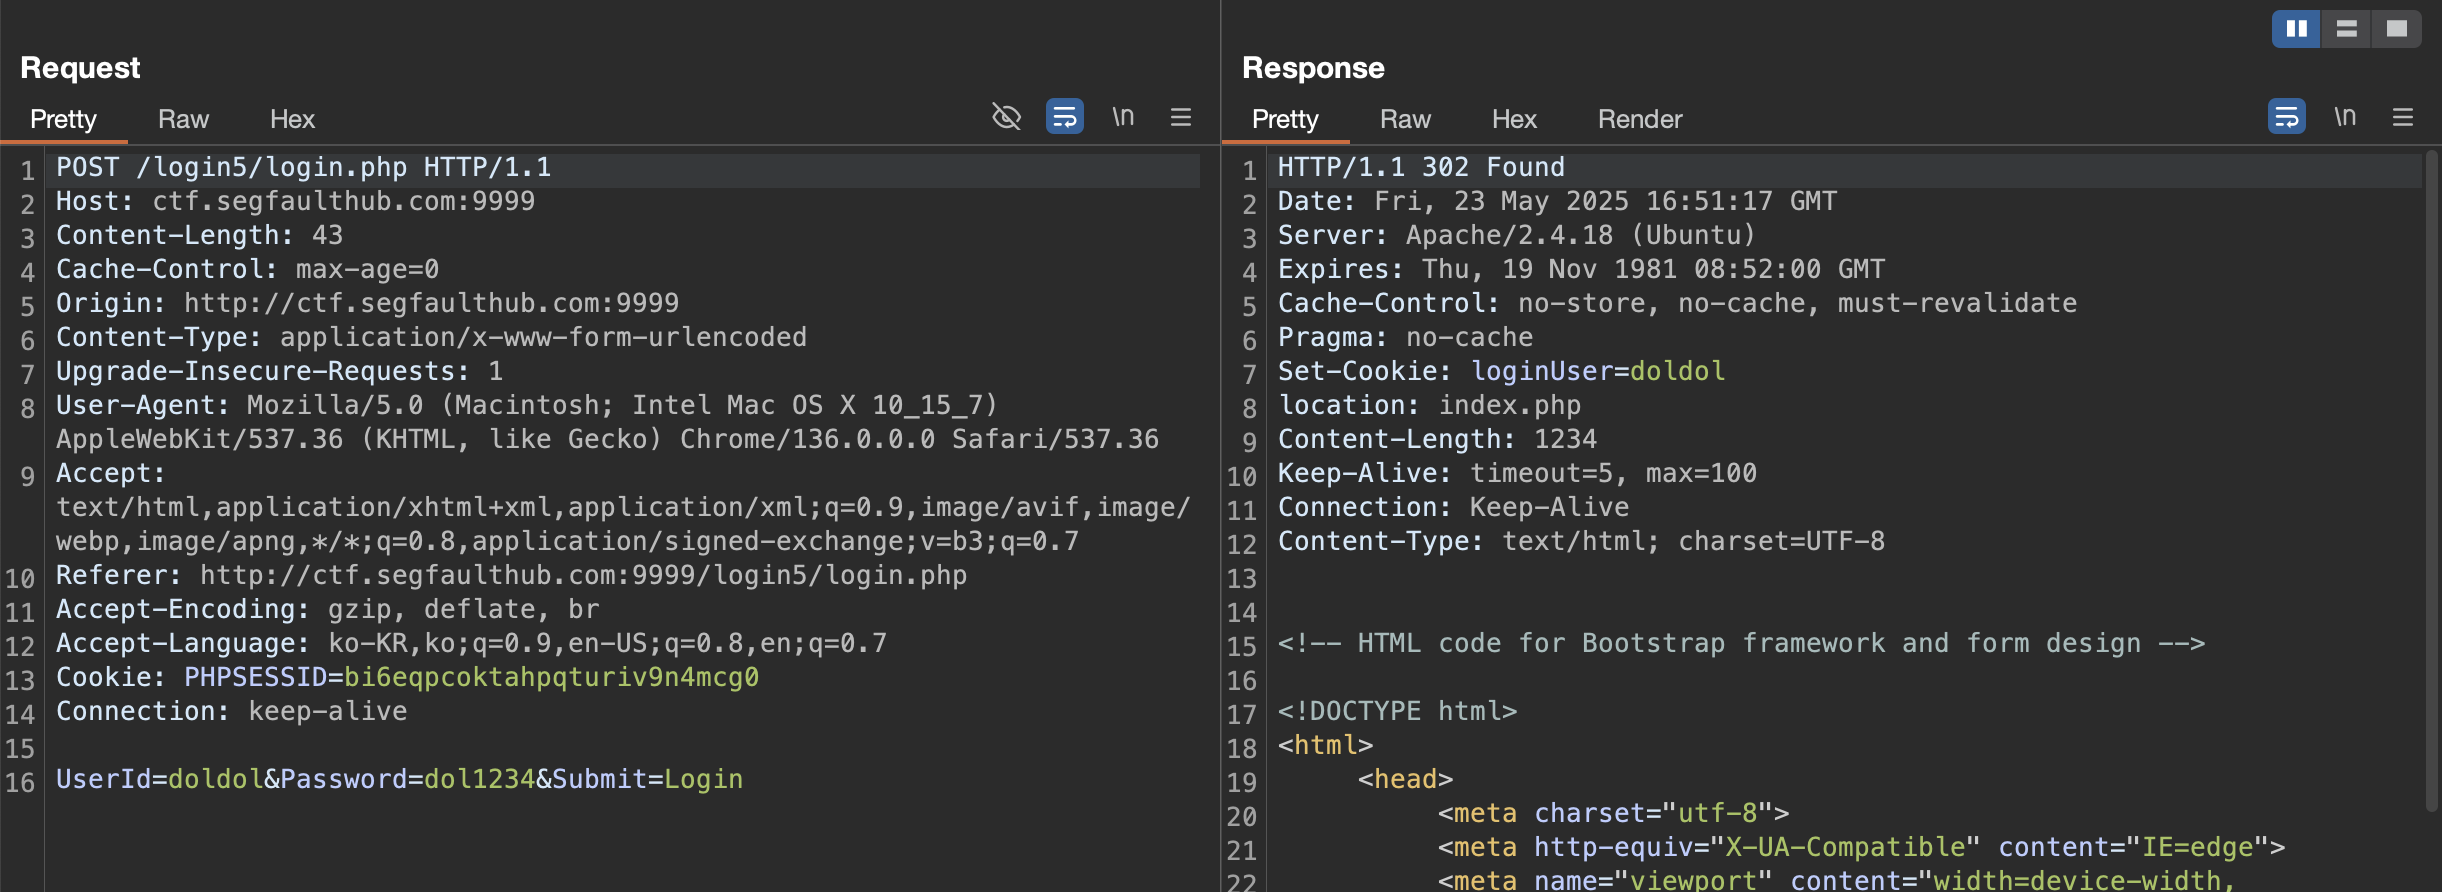 Request
Pretty Raw Hex \n
1 POST /login5/login.php HTTP/1.1
2 Host: ctf.segfaulthub.com:9999
3 Content-Length: 43
4 Cache-Control: max-age=0
5 Origin: http://ctf.segfaulthub.com:9999
6 Content-Type: application/x-www-form-urlencoded
7 Upgrade-Insecure-Requests: 1
8 User-Agent: Mozilla/5.0 (Macintosh; Intel Mac OS X 10_15_7)
AppleWebKit/537.36 (KHTML, like Gecko) Chrome/136.0.0.0 Safari/537.36
9 Accept:
text/html,application/xhtml+xml,application/xml;q=0.9,image/avif,image/
webp,image/apng,*/*;q=0.8,application/signed-exchange;v=b3;q=0.7
10 Referer: http://ctf.segfaulthub.com:9999/login5/login.php
11 Accept-Encoding: gzip, deflate, br
12 Accept-Language: ko-KR,ko;q=0.9,en-US;q=0.8,en;q=0.7
13 Cookie: PHPSESSID=bi6eqpcoktahpqturiv9n4mcg0
14 Connection: keep-alive
15
16 UserId=doldol&Password=dol1234&Submit=Login
Response
Pretty Raw Hex Render \n
1 HTTP/1.1 302 Found
2 Date: Fri, 23 May 2025 16:51:17 GMT
3 Server: Apache/2.4.18 (Ubuntu)
4 Expires: Thu, 19 Nov 1981 08:52:00 GMT
5 Cache-Control: no-store, no-cache, must-revalidate
6 Pragma: no-cache
7 Set-Cookie: loginUser=doldol
8 location: index.php
9 Content-Length: 1234
10 Keep-Alive: timeout=5, max=100
11 Connection: Keep-Alive
12 Content-Type: text/html; charset=UTF-8
13
14
15 <!-- HTML code for Bootstrap framework and form design -->
16
17 <!DOCTYPE html>
18 <html>
19 <head>
20 <meta charset="utf-8">
21 <meta http-equiv="X-UA-Compatible" content="IE=edge">
22 <meta name="viewport" content="width=device-width,